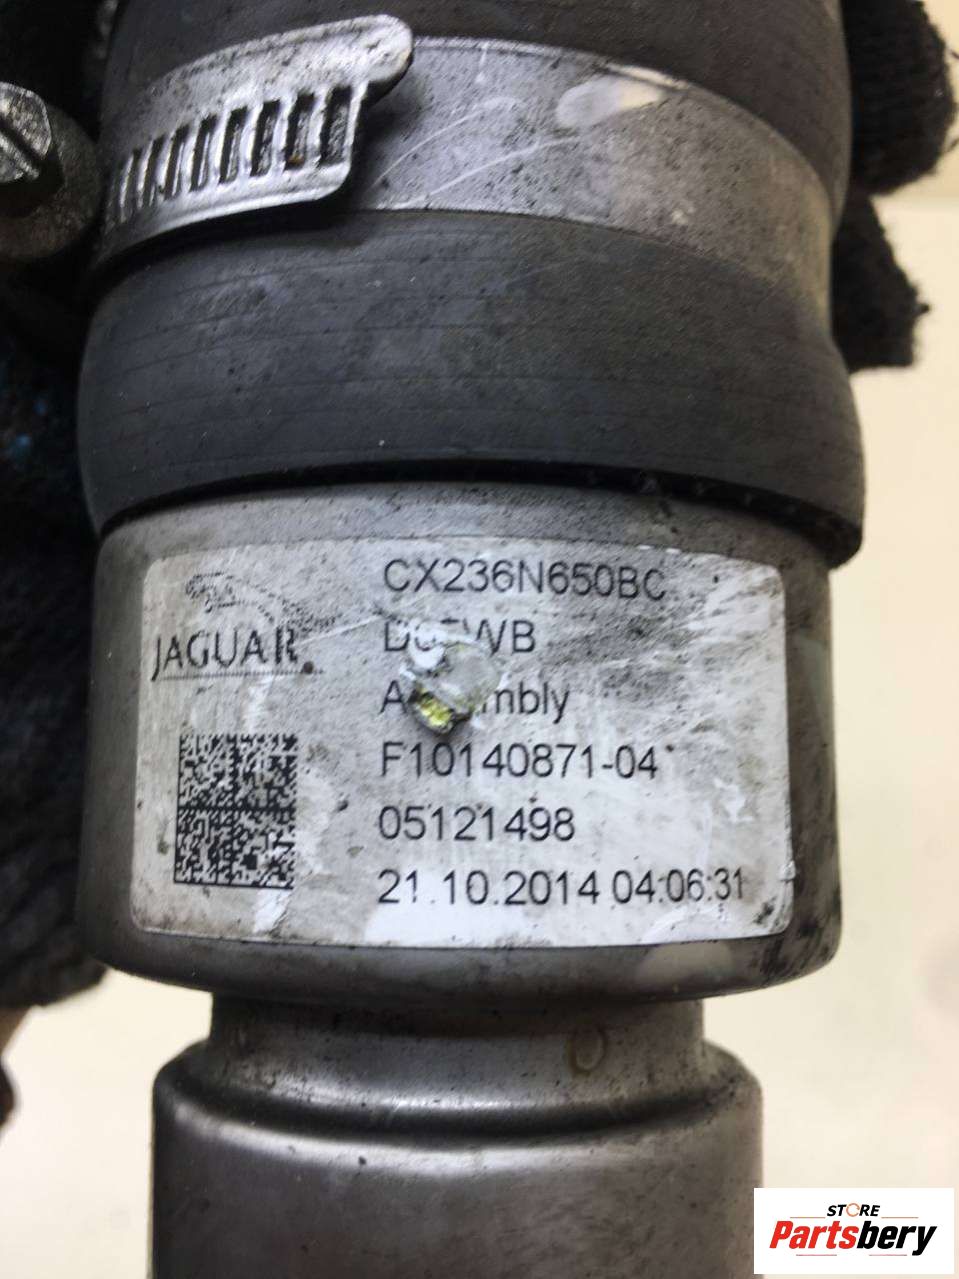 CX236N650BC
JAGUAR
F10140871-04
05121498
21.10.2014 04:06:31
STORE
Partsbery